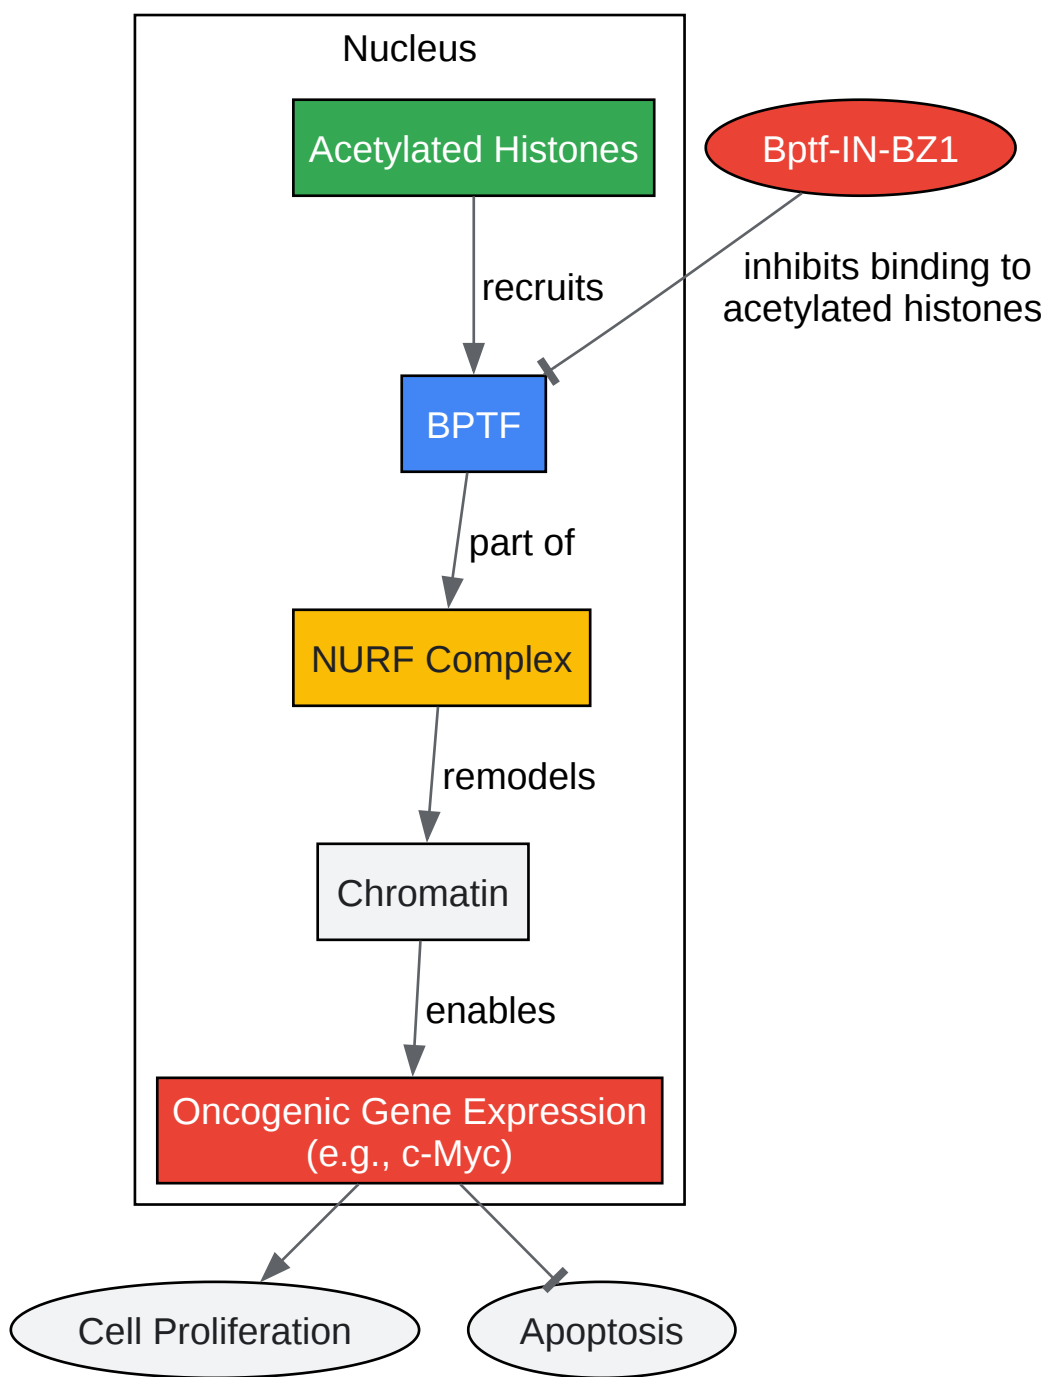 Nucleus
Acetylated Histones
Bptf-IN-BZ1
inhibits binding to
acetylated histones
recruits
BPTF
part of
NURF Complex
remodels
Chromatin
enables
Oncogenic Gene Expression
(e.g., c-Myc)
Cell Proliferation
Apoptosis